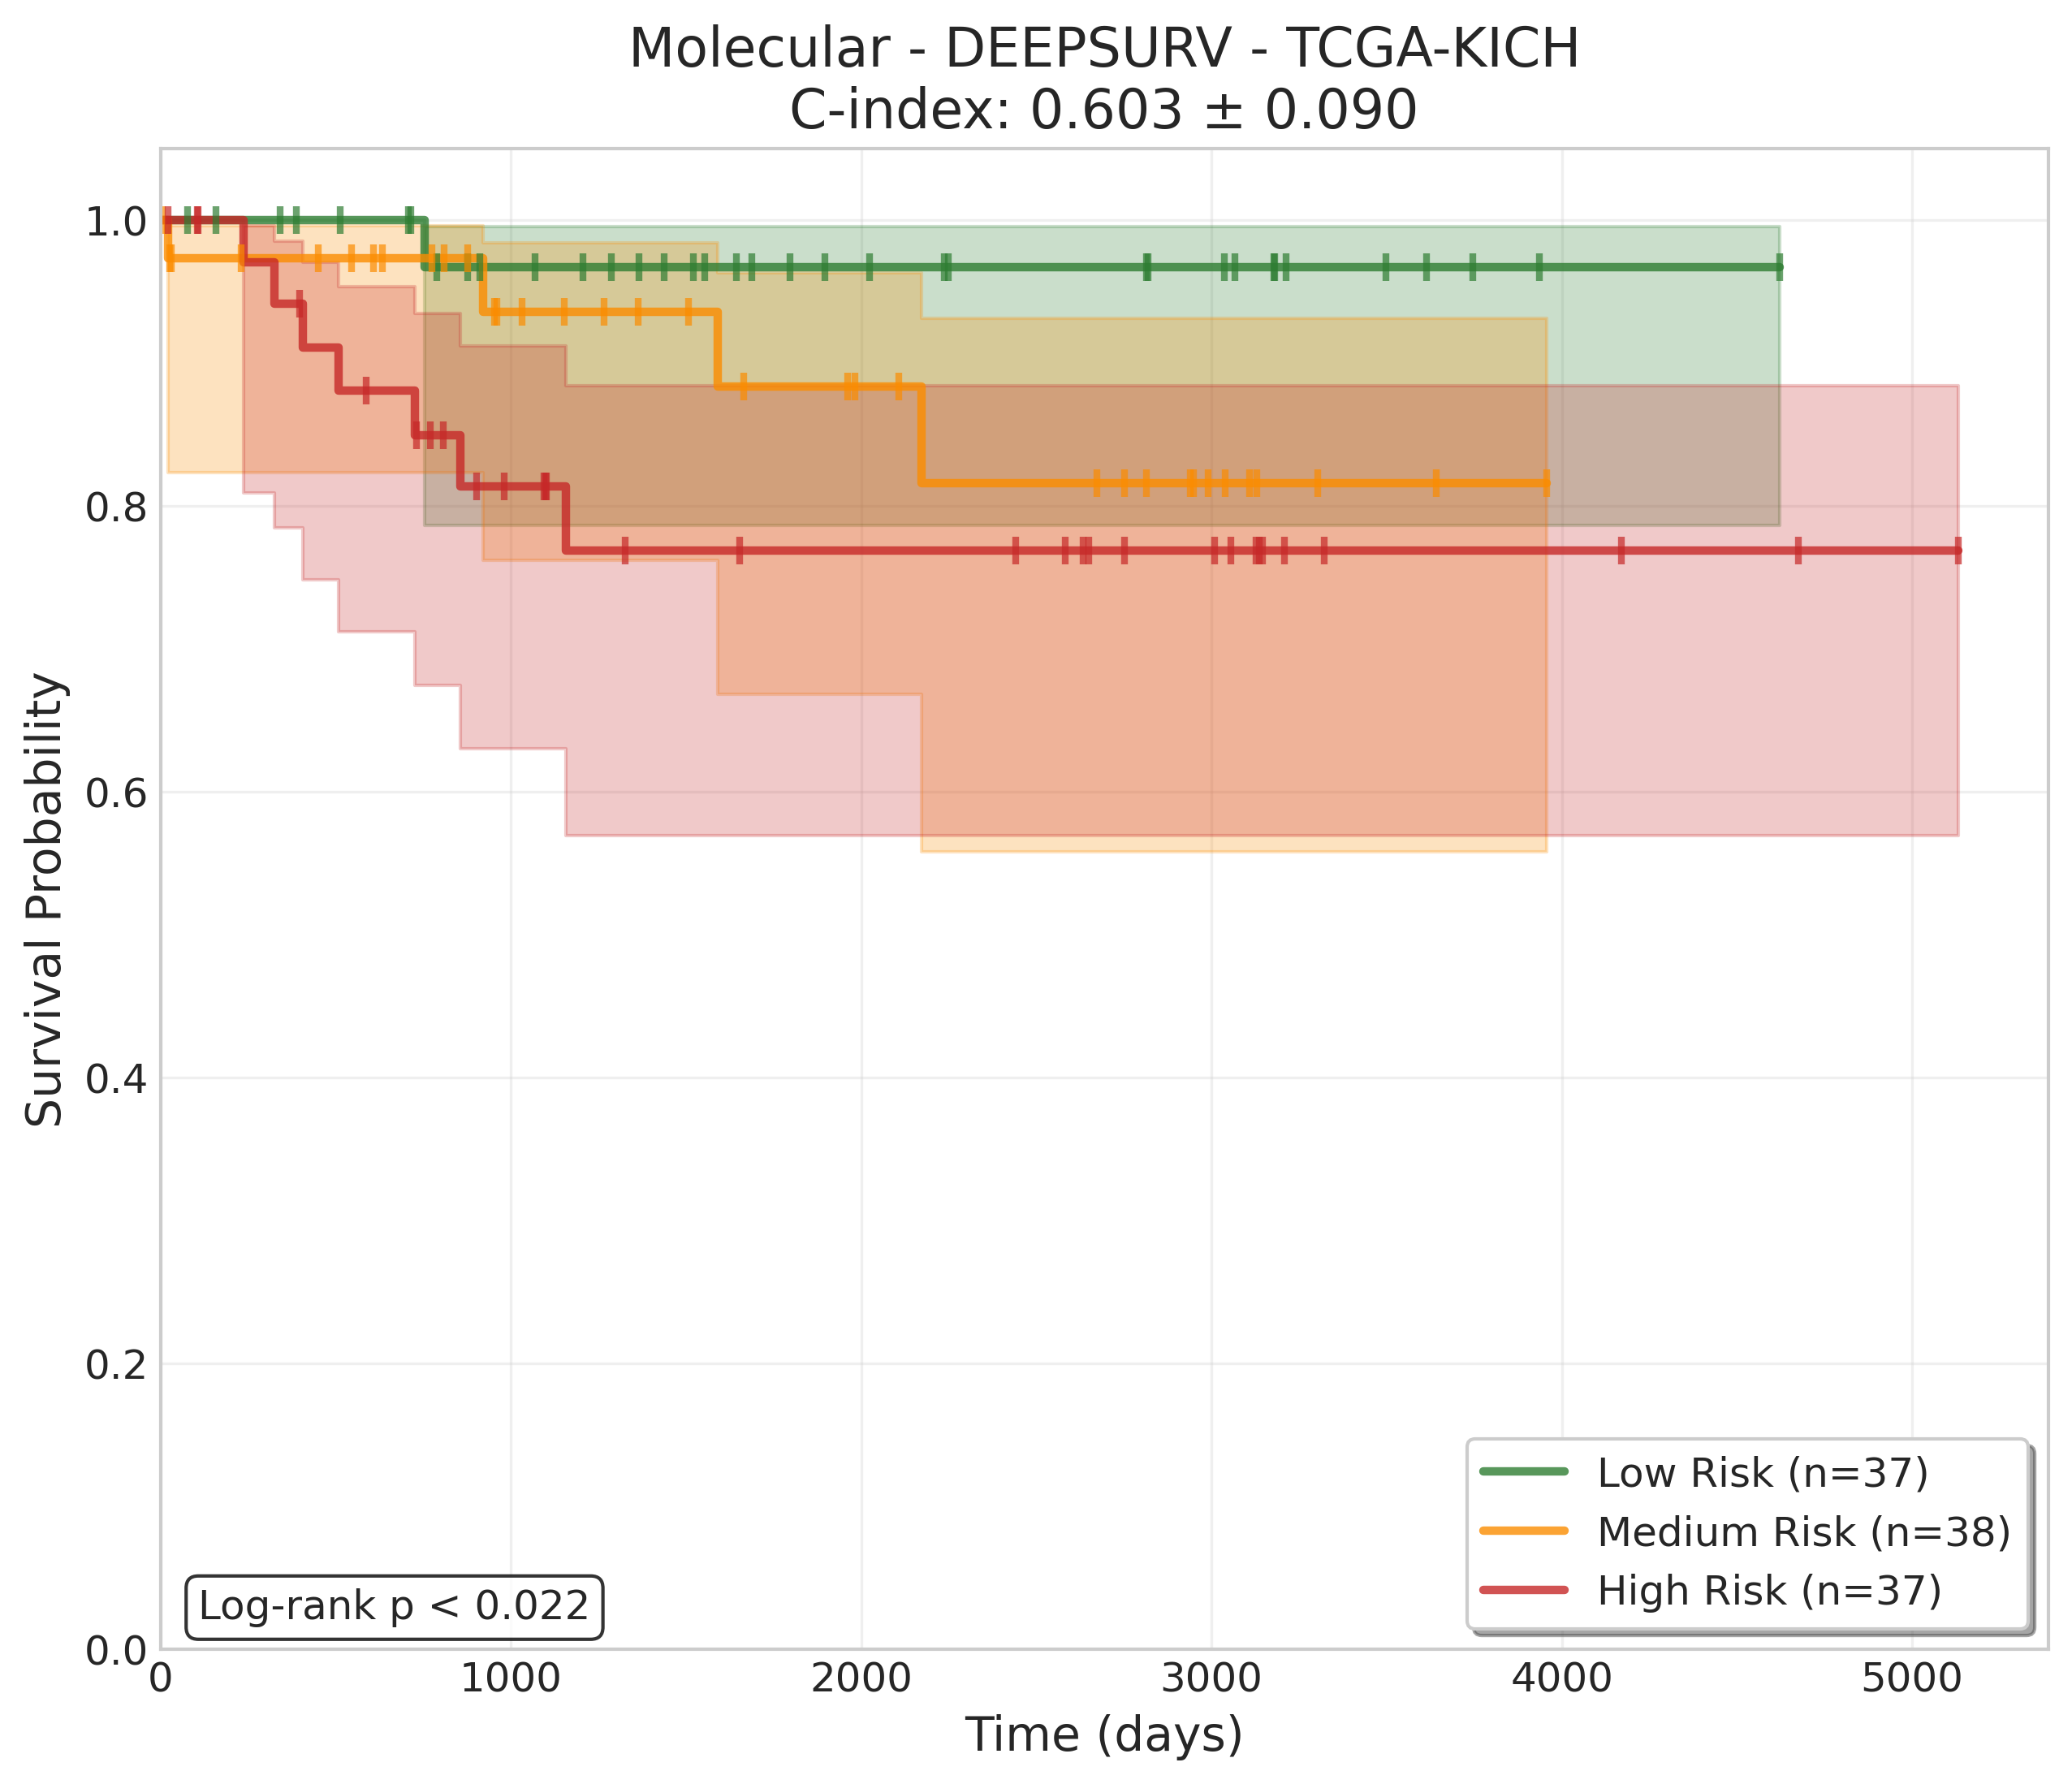 Molecular - DEEPSURV - TCGA-KICH
C-index: 0.603 ± 0.090
Survival Probability
1.0
0.8
0.6
0.4
0.2
0.0
0 1000 2000 3000 4000 5000
Time (days)
Log-rank p < 0.022
Low Risk (n=37)
Medium Risk (n=38)
High Risk (n=37)